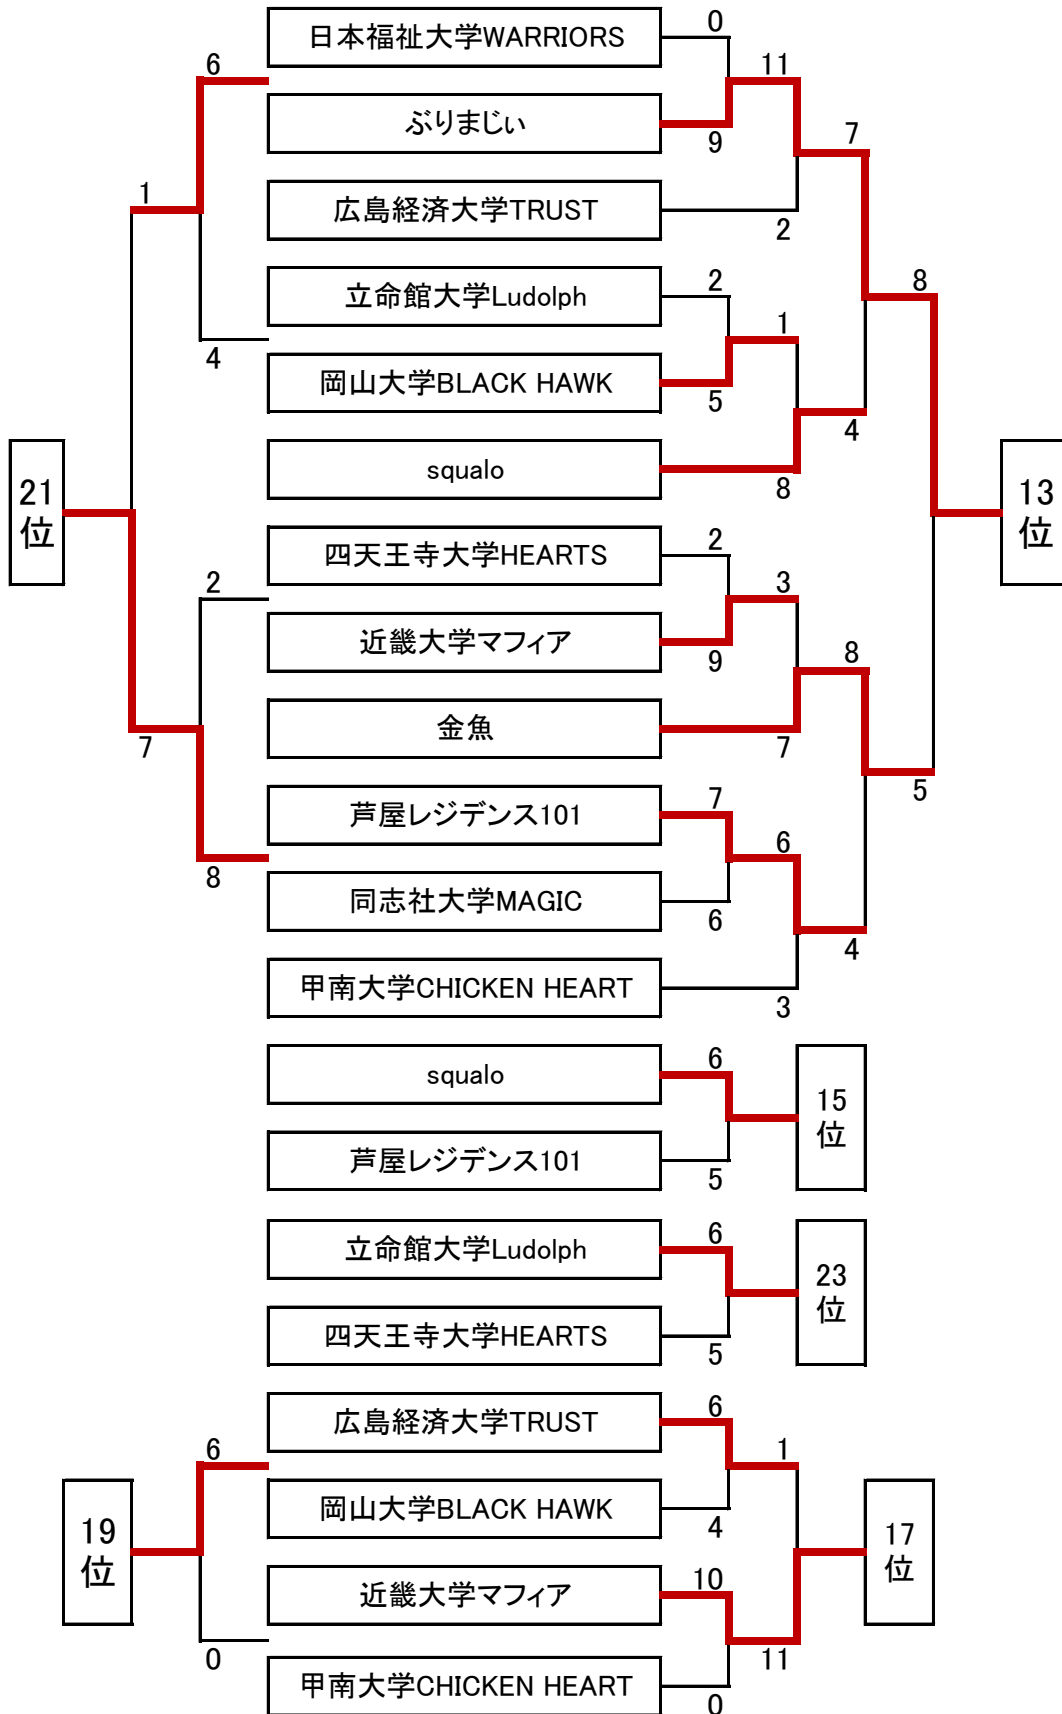 0
日本福祉大学WARRIORS
6
11
ぶりまじぃ
9
7
1
広島経済大学TRUST
2
立命館大学Ludolph
2
8
1
4
岡山大学BLACK HAWK
5
4
squalo
8
21
位
13
位
四天王寺大学HEARTS
2
2
3
近畿大学マフィア
9
8
金魚
7
7
5
芦屋レジデンス101
7
6
8
同志社大学MAGIC
6
4
甲南大学CHICKEN HEART
3
squalo
6
15
位
芦屋レジデンス101
5
立命館大学Ludolph
6
23
位
四天王寺大学HEARTS
5
広島経済大学TRUST
6
6
1
岡山大学BLACK HAWK
4
19
位
17
位
近畿大学マフィア
10
0
11
甲南大学CHICKEN HEART
0